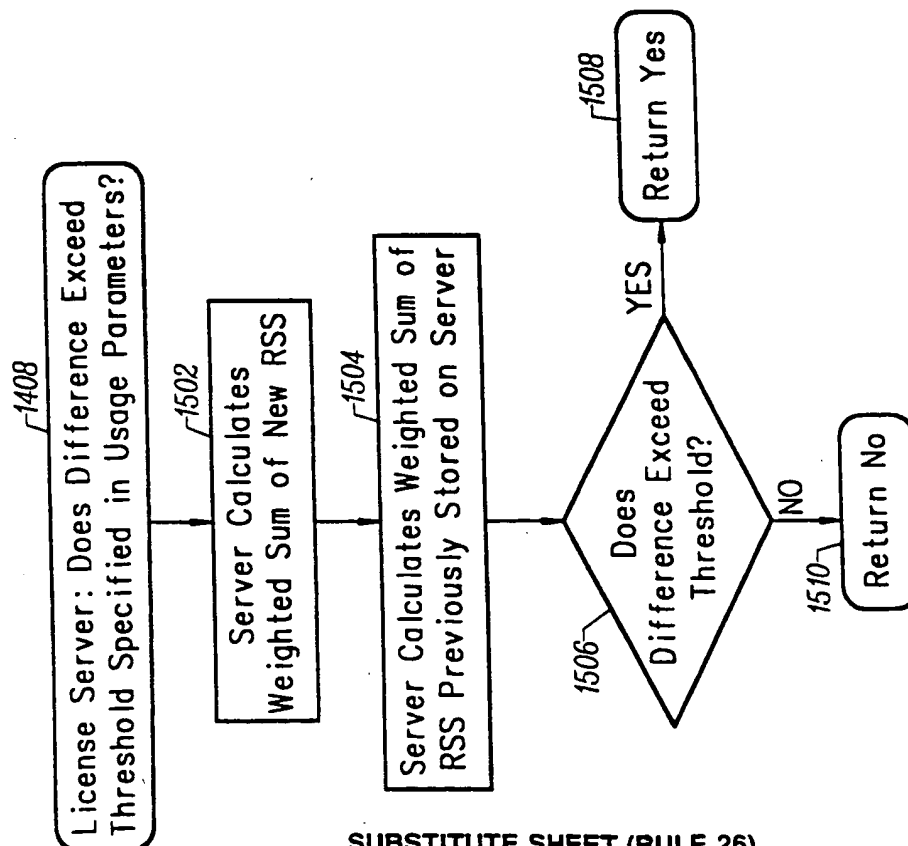 1408
License Server: Does Difference Exceed
Threshold Specified in Usage Parameters?
1502
Server Calculates
Weighted Sum of New RSS
1504
Server Calculates Weighted Sum of
RSS Previously Stored on Server
1506
Does
Difference Exceed
Threshold?
YES
1508
Return Yes
NO
1510
Return No
SUBSTITUTE SHEET (RULE 26)